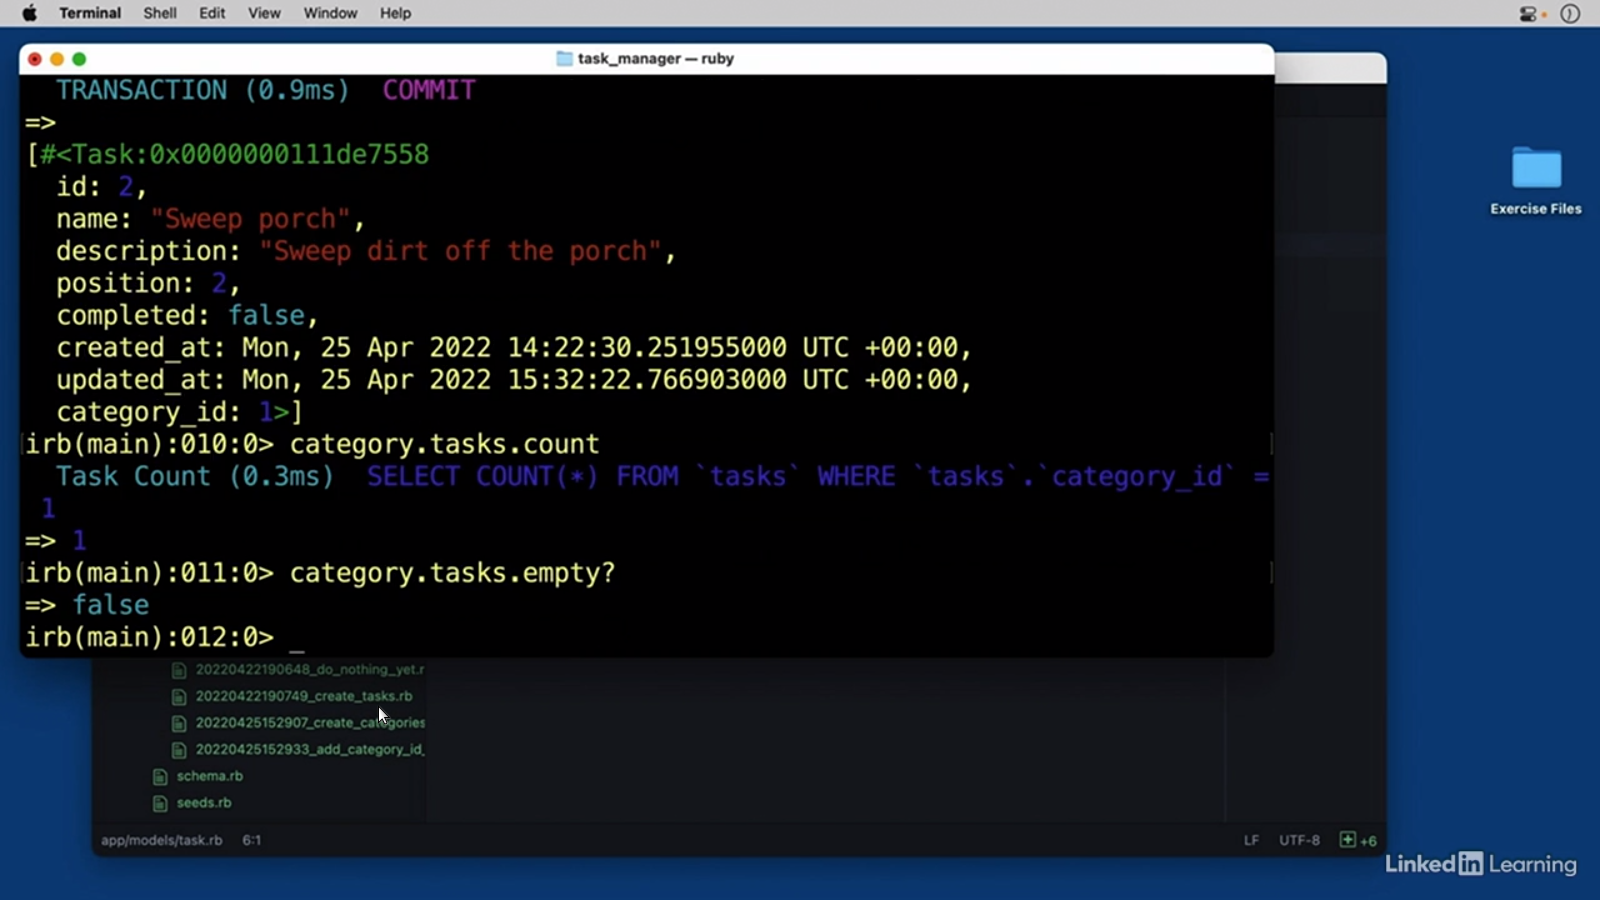 Terminal Shell Edit View Window Help
task_manager — ruby
TRANSACTION (0.9ms) COMMIT
=>
[#<Task:0x0000000111de7558
id: 2,
name: "Sweep porch",
description: "Sweep dirt off the porch",
position: 2,
completed: false,
created_at: Mon, 25 Apr 2022 14:22:30.251955000 UTC +00:00,
updated_at: Mon, 25 Apr 2022 15:32:22.766903000 UTC +00:00,
category_id: 1>]
irb(main):010:0> category.tasks.count
Task Count (0.3ms) SELECT COUNT(*) FROM `tasks` WHERE `tasks`.`category_id` =
1
=> 1
irb(main):011:0> category.tasks.empty?
=> false
irb(main):012:0> _
Exercise Files
20220422190648_do_nothing_yet.r
20220422190749_create_tasks.rb
20220425152907_create_categories
20220425152933_add_category_id_
schema.rb
seeds.rb
app/models/task.rb 6:1
LF UTF-8 +6
LinkedIn Learning